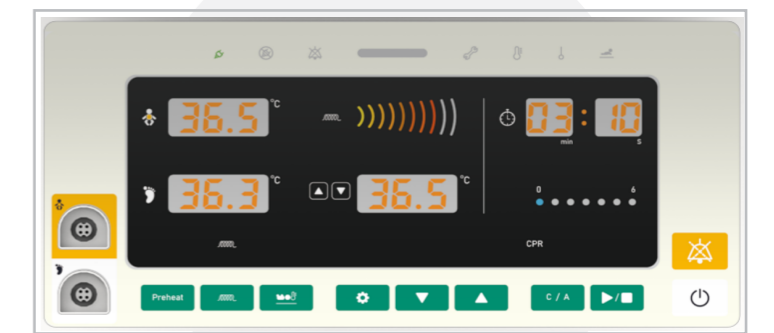 36.5 °C
03 : 10
min S
36.3 °C
36.5 °C
0 6
CPR
Preheat
C / A